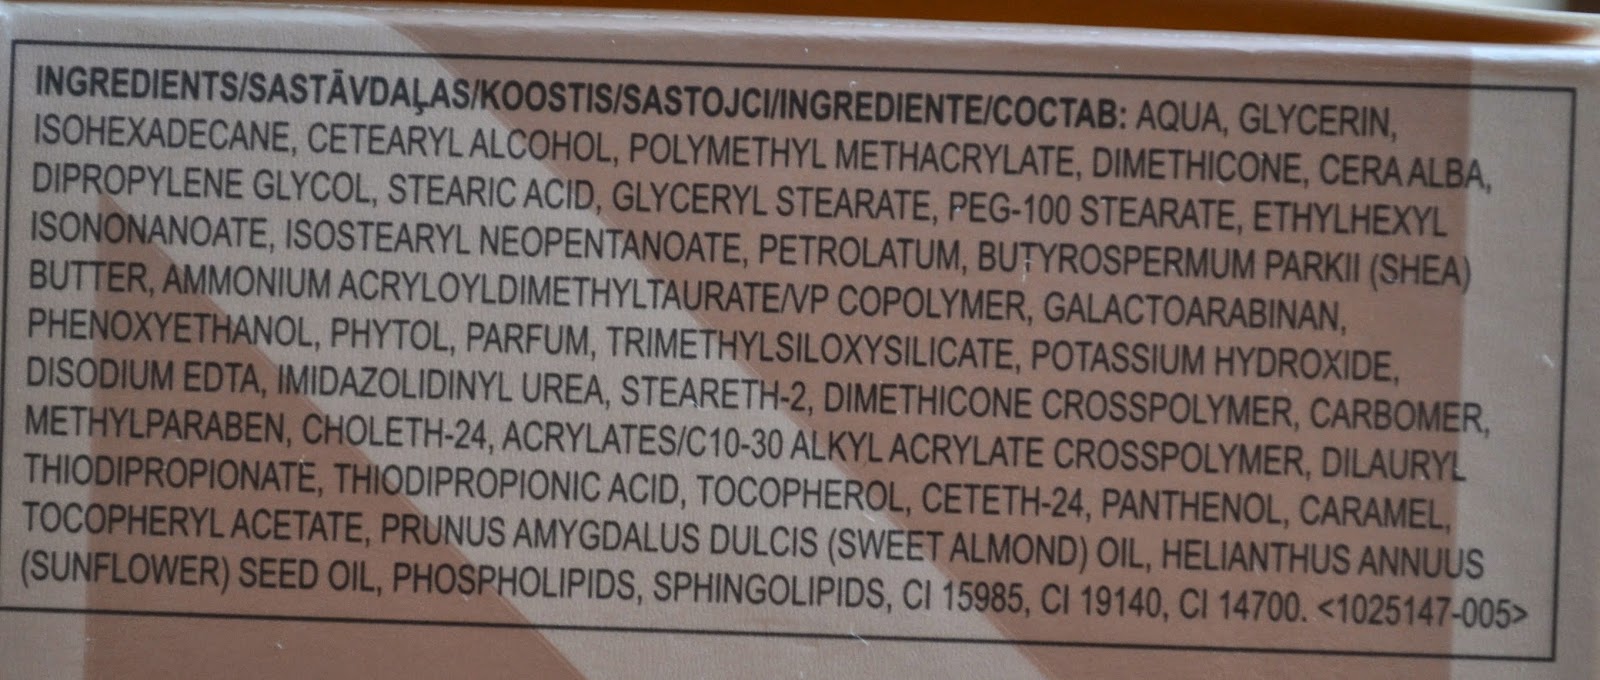 INGREDIENTS/SASTĀVDAĻAS/KOOSTIS/SASTOJCI/INGREDIENTE/СОСТАВ: AQUA, GLYCERIN,
ISOHEXADECANE, CETEARYL ALCOHOL, POLYMETHYL METHACRYLATE, DIMETHICONE, CERA ALBA,
DIPROPYLENE GLYCOL, STEARIC ACID, GLYCERYL STEARATE, PEG-100 STEARATE, ETHYLHEXYL
ISONONANOATE, ISOSTEARYL NEOPENTANOATE, PETROLATUM, BUTYROSPERMUM PARKII (SHEA)
BUTTER, AMMONIUM ACRYLOYLDIMETHYLTAURATE/VP COPOLYMER, GALACTOARABINAN,
PHENOXYETHANOL, PHYTOL, PARFUM, TRIMETHYLSILOXYSILICATE, POTASSIUM HYDROXIDE,
DISODIUM EDTA, IMIDAZOLIDINYL UREA, STEARETH-2, DIMETHICONE CROSSPOLYMER, CARBOMER,
METHYLPARABEN, CHOLETH-24, ACRYLATES/C10-30 ALKYL ACRYLATE CROSSPOLYMER, DILAURYL
THIODIPROPIONATE, THIODIPROPIONIC ACID, TOCOPHEROL, CETETH-24, PANTHENOL, CARAMEL,
TOCOPHERYL ACETATE, PRUNUS AMYGDALUS DULCIS (SWEET ALMOND) OIL, HELIANTHUS ANNUUS
(SUNFLOWER) SEED OIL, PHOSPHOLIPIDS, SPHINGOLIPIDS, CI 15985, CI 19140, CI 14700. <1025147-005>